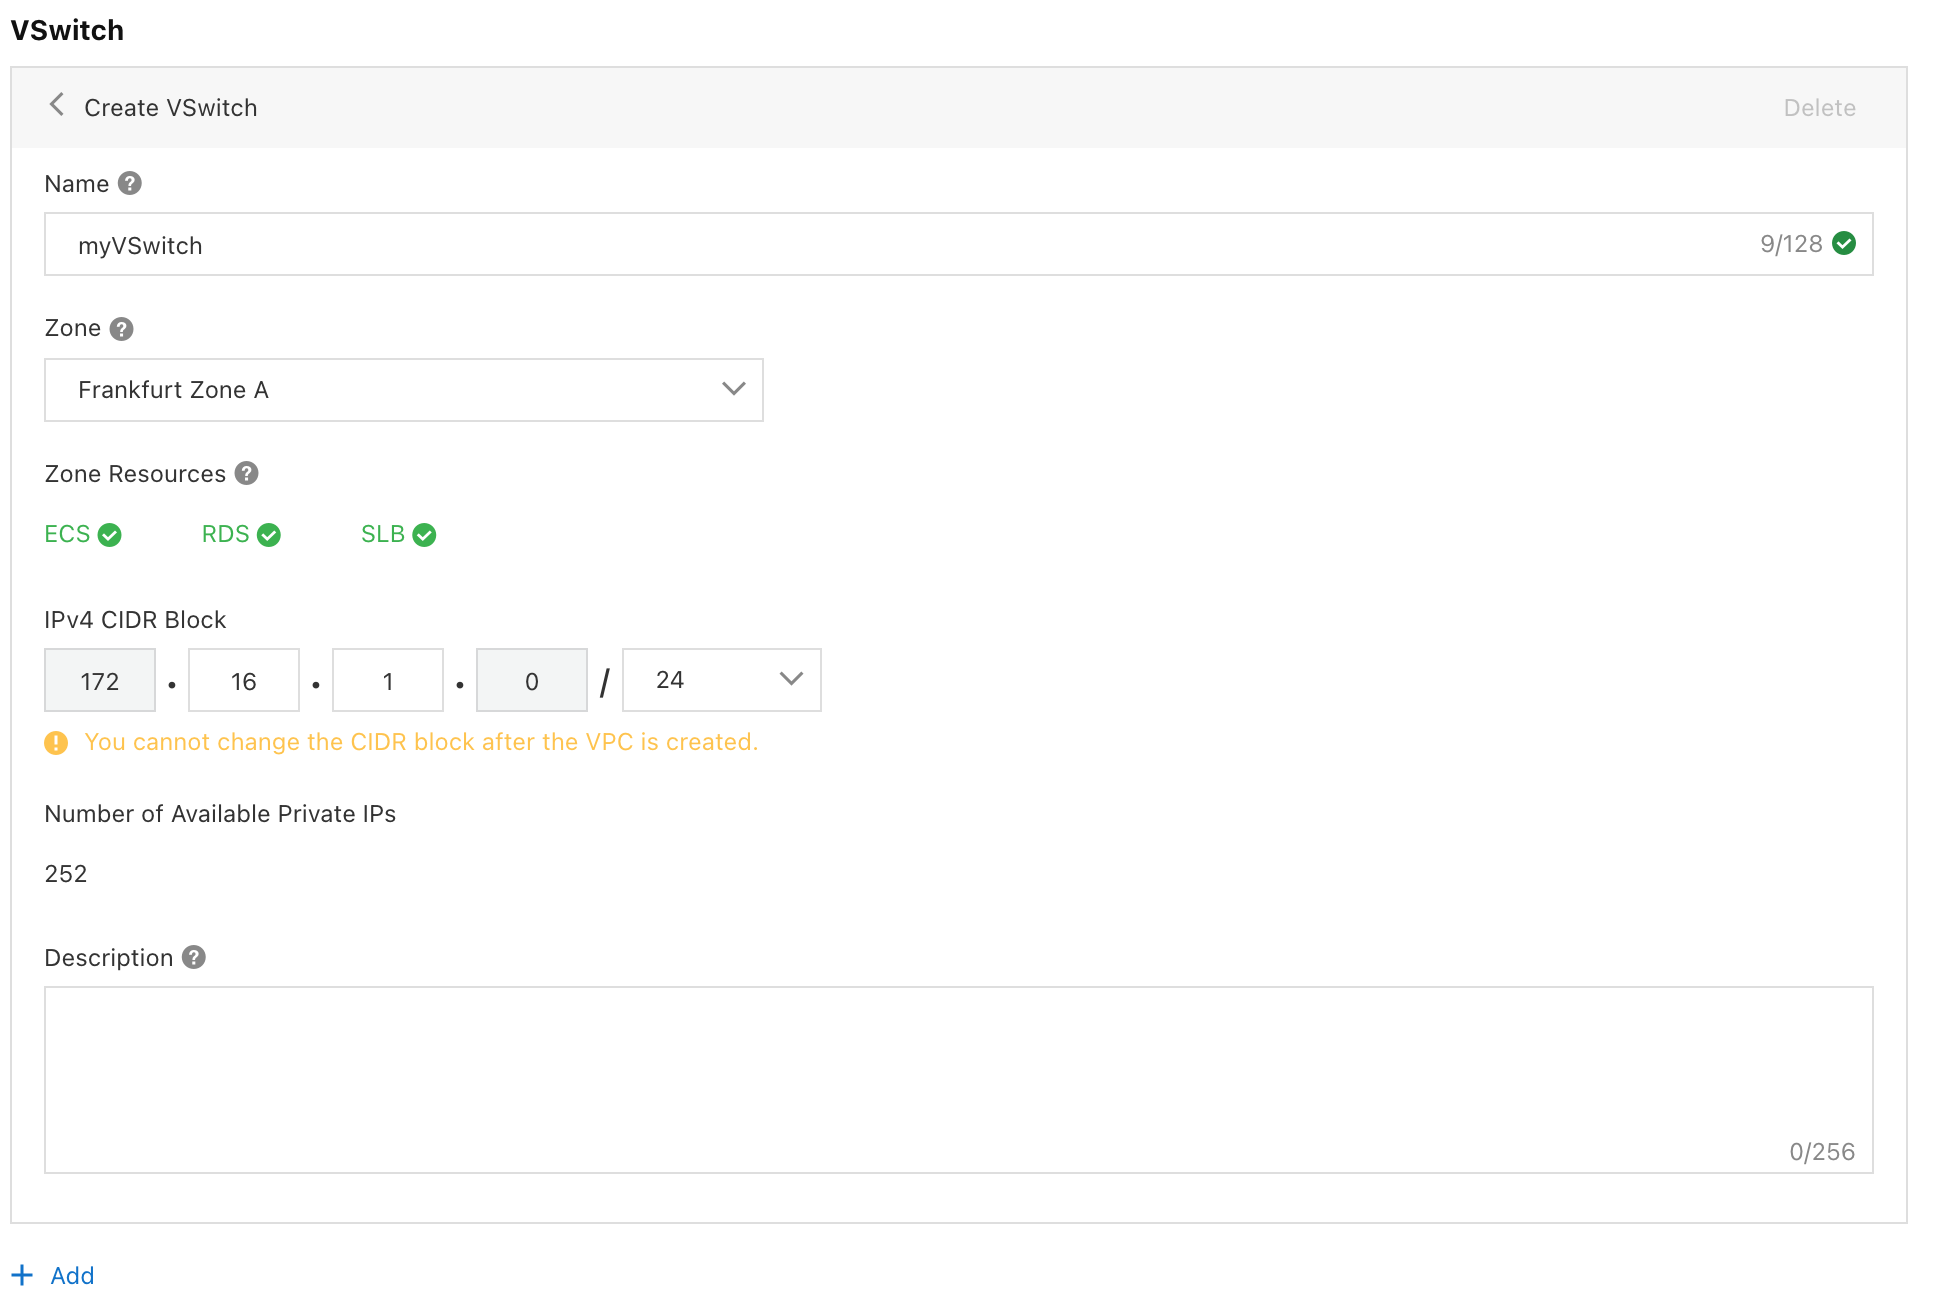 VSwitch
Create VSwitch Delete
Name ?
myVSwitch 9/128
Zone ?
Frankfurt Zone A
Zone Resources ?
ECS RDS SLB
IPv4 CIDR Block
172 . 16 . 1 . 0 / 24
! You cannot change the CIDR block after the VPC is created.
Number of Available Private IPs
252
Description ?
0/256
+ Add